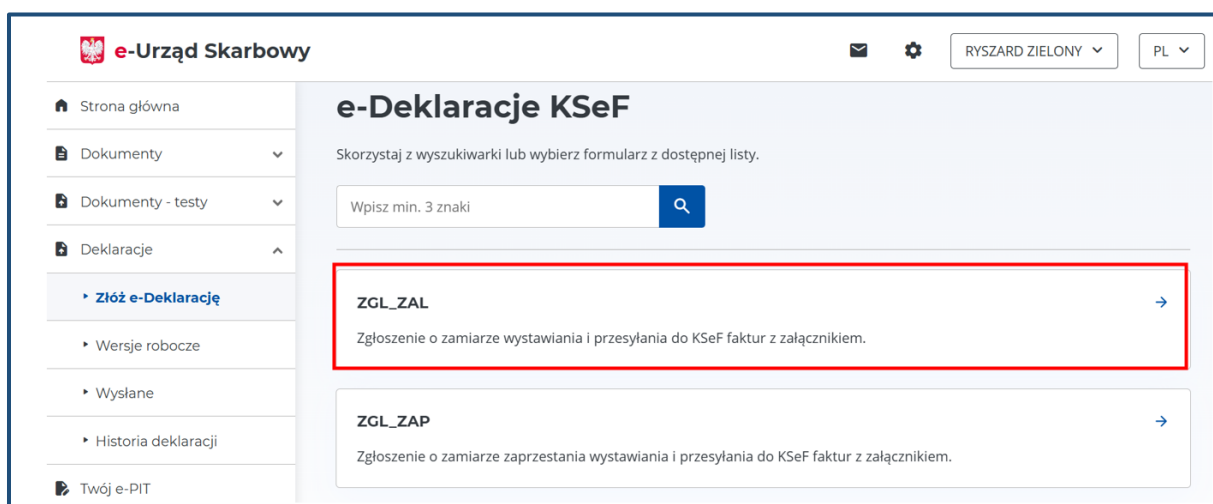 e-Urząd Skarbowy
RYSZARD ZIELONY
PL
Strona główna
Dokumenty
Dokumenty - testy
Deklaracje
Złóż e-Deklarację
Wersje robocze
Wysłane
Historia deklaracji
Twój e-PIT
e-Deklaracje KSeF
Skorzystaj z wyszukiwarki lub wybierz formularz z dostępnej listy.
Wpisz min. 3 znaki
ZGL_ZAL
Zgłoszenie o zamiarze wystawiania i przesyłania do KSeF faktur z załącznikiem.
ZGL_ZAP
Zgłoszenie o zamiarze zaprzestania wystawiania i przesyłania do KSeF faktur z załącznikiem.